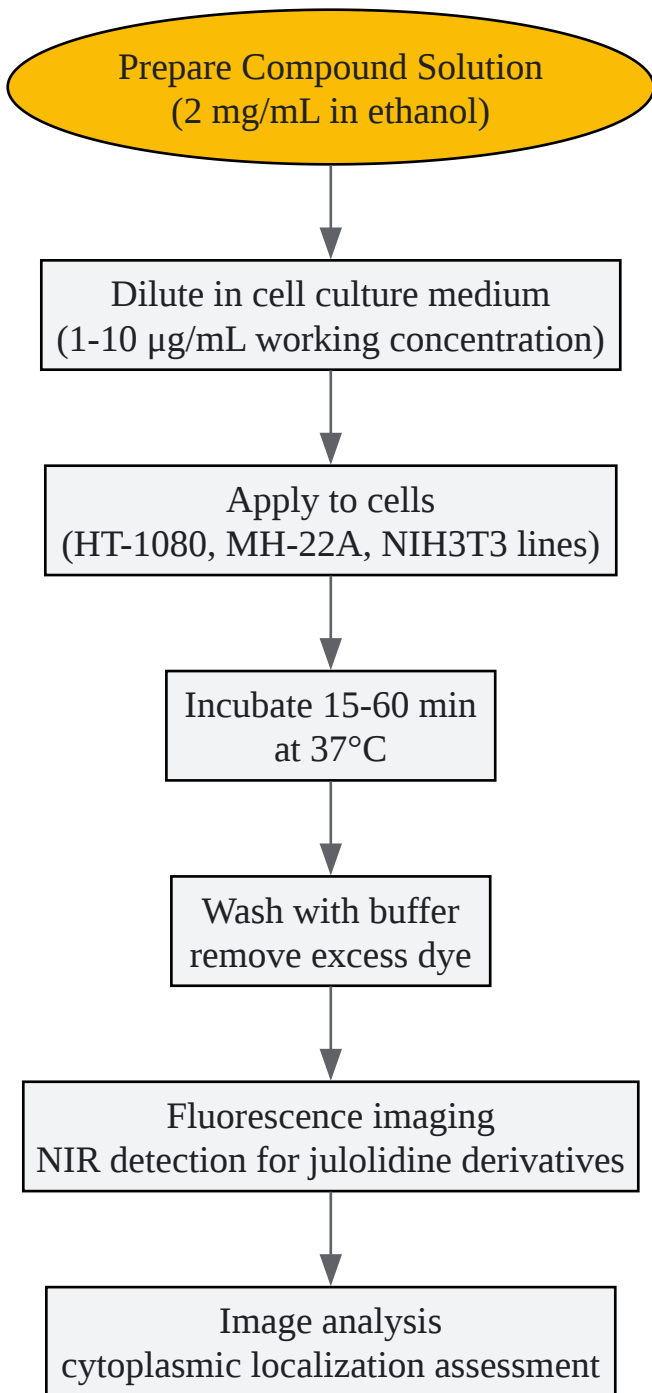 Prepare Compound Solution
(2 mg/mL in ethanol)
Dilute in cell culture medium
(1-10 μg/mL working concentration)
Apply to cells
(HT-1080, MH-22A, NIH3T3 lines)
Incubate 15-60 min
at 37°C
Wash with buffer
remove excess dye
Fluorescence imaging
NIR detection for julolidine derivatives
Image analysis
cytoplasmic localization assessment